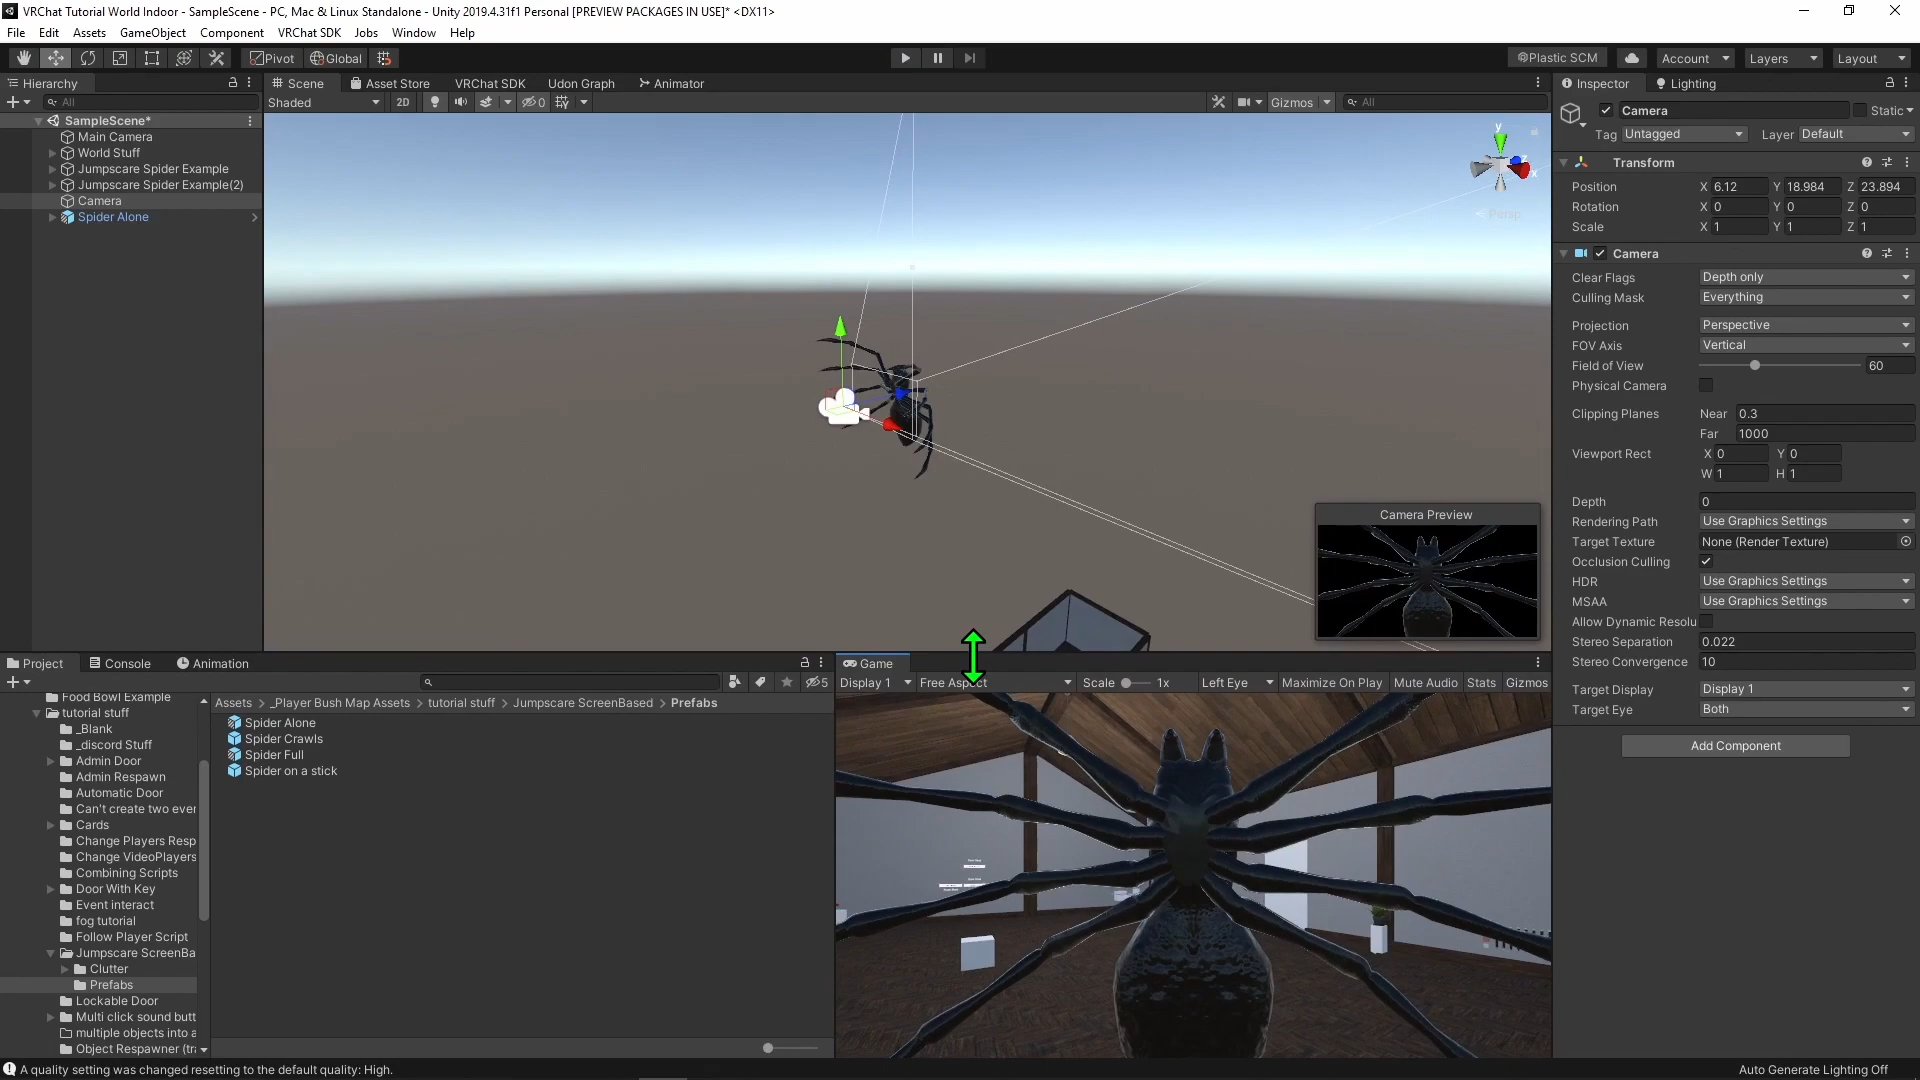 VRChat Tutorial World Indoor - SampleScene - PC, Mac & Linux Standalone - Unity 2019.4.31f1 Personal [PREVIEW PACKAGES IN USE]* <DX11>
File Edit Assets GameObject Component VRChat SDK Jobs Window Help
Pivot Global Plastic SCM Account Layers Layout
Hierarchy
All
SampleScene*
Main Camera
World Stuff
Jumpscare Spider Example
Jumpscare Spider Example(2)
Camera
Spider Alone
Scene Asset Store VRChat SDK Udon Graph Animator
Shaded 2D 0 Gizmos All
y
x
Persp
Camera Preview
Inspector Lighting
Camera Static
Tag Untagged Layer Default
Transform
Position X 6.12 Y 18.984 Z 23.894
Rotation X 0 Y 0 Z 0
Scale X 1 Y 1 Z 1
Camera
Clear Flags Depth only
Culling Mask Everything
Projection Perspective
FOV Axis Vertical
Field of View 60
Physical Camera
Clipping Planes Near 0.3
Far 1000
Viewport Rect X 0 Y 0
W 1 H 1
Depth 0
Rendering Path Use Graphics Settings
Target Texture None (Render Texture)
Occlusion Culling
HDR Use Graphics Settings
MSAA Use Graphics Settings
Allow Dynamic Resolu
Stereo Separation 0.022
Stereo Convergence 10
Target Display Display 1
Target Eye Both
Add Component
Project Console Animation
5
Food Bowl Example
tutorial stuff
_Blank
_discord Stuff
Admin Door
Admin Respawn
Automatic Door
Can't create two ever
Cards
Change Players Resp
Change VideoPlayers
Combining Scripts
Door With Key
Event interact
fog tutorial
Follow Player Script
Jumpscare ScreenBa
Clutter
Prefabs
Lockable Door
Multi click sound butt
multiple objects into a
Object Respawner (tra
Assets > _Player Bush Map Assets > tutorial stuff > Jumpscare ScreenBased > Prefabs
Spider Alone
Spider Crawls
Spider Full
Spider on a stick
Game
Display 1 Free Aspect Scale 1x Left Eye Maximize On Play Mute Audio Stats Gizmos
A quality setting was changed resetting to the default quality: High.
Auto Generate Lighting Off